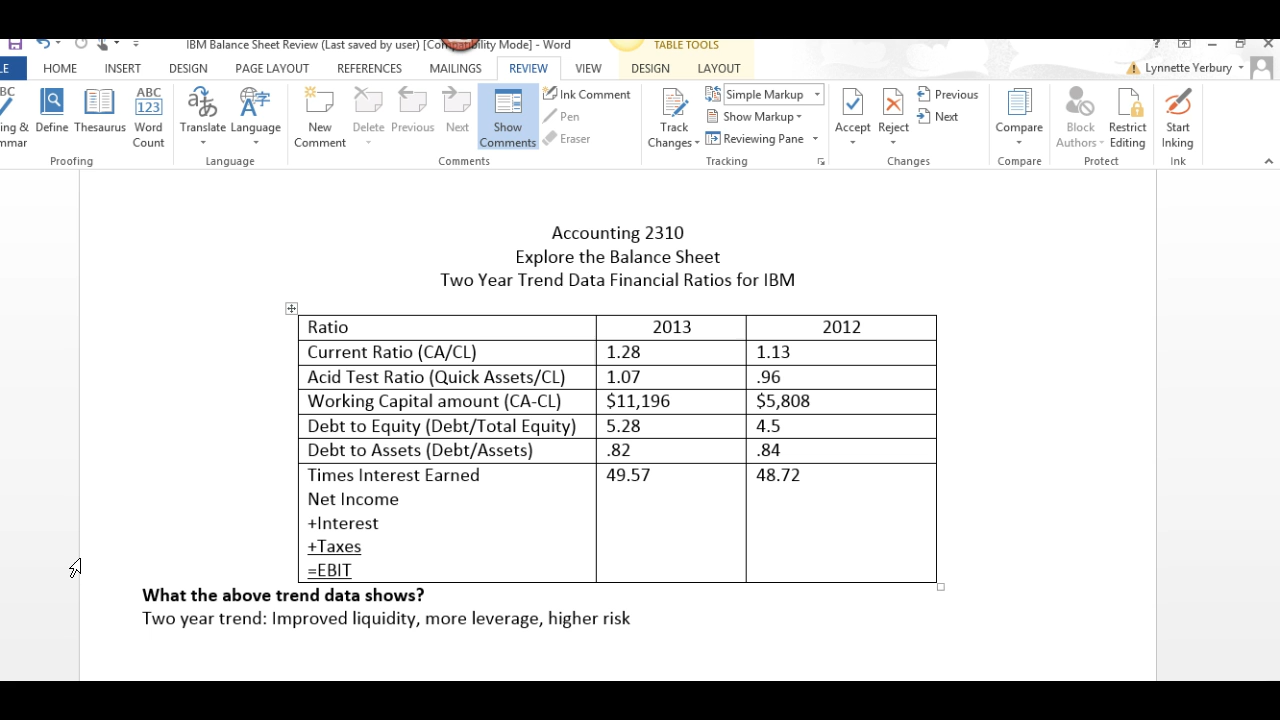 IBM Balance Sheet Review (Last saved by user) [Compatibility Mode] - Word
TABLE TOOLS
?
LE HOME INSERT DESIGN PAGE LAYOUT REFERENCES MAILINGS REVIEW VIEW DESIGN LAYOUT Lynnette Yerbury
Define Thesaurus Word Count
ABC 123
Proofing
Translate Language
Language
New Comment Delete Previous Next Show Comments
Ink Comment
Pen
Eraser
Comments
Track Changes
Simple Markup
Show Markup
Reviewing Pane
Tracking
Accept Reject
Previous
Next
Changes
Compare
Compare
Block Authors Restrict Editing
Protect
Start Inking
Ink
Accounting 2310
Explore the Balance Sheet
Two Year Trend Data Financial Ratios for IBM
Ratio 2013 2012
Current Ratio (CA/CL) 1.28 1.13
Acid Test Ratio (Quick Assets/CL) 1.07 .96
Working Capital amount (CA-CL) $11,196 $5,808
Debt to Equity (Debt/Total Equity) 5.28 4.5
Debt to Assets (Debt/Assets) .82 .84
Times Interest Earned 49.57 48.72
Net Income
+Interest
+Taxes
=EBIT
What the above trend data shows?
Two year trend: Improved liquidity, more leverage, higher risk